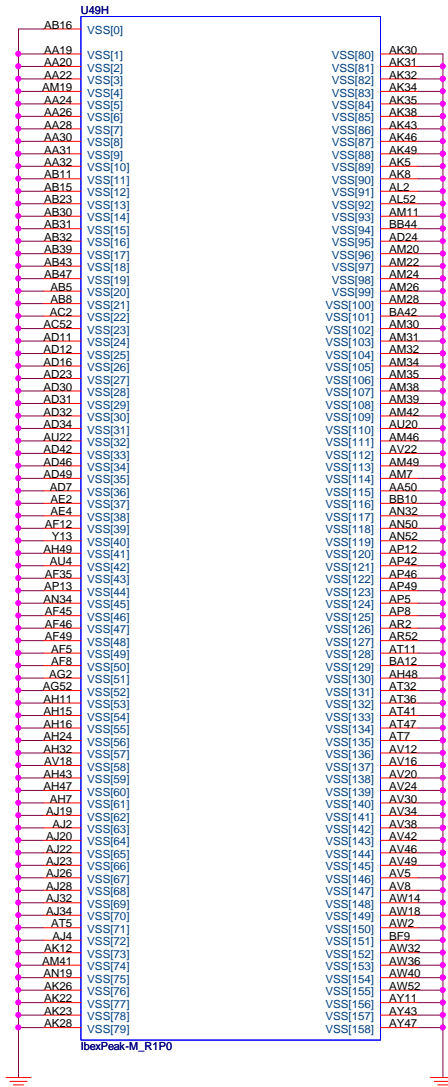 U49H
AB16 VSS[0]
AA19 VSS[1] VSS[80] AK30
AA20 VSS[2] VSS[81] AK31
AA22 VSS[3] VSS[82] AK32
AM19 VSS[4] VSS[83] AK34
AA24 VSS[5] VSS[84] AK35
AA26 VSS[6] VSS[85] AK38
AA28 VSS[7] VSS[86] AK43
AA30 VSS[8] VSS[87] AK46
AA31 VSS[9] VSS[88] AK49
AA32 VSS[10] VSS[89] AK5
AB11 VSS[11] VSS[90] AK8
AB15 VSS[12] VSS[91] AL2
AB23 VSS[13] VSS[92] AL52
AB30 VSS[14] VSS[93] AM11
AB31 VSS[15] VSS[94] BB44
AB32 VSS[16] VSS[95] AD24
AB39 VSS[17] VSS[96] AM20
AB43 VSS[18] VSS[97] AM22
AB47 VSS[19] VSS[98] AM24
AB5 VSS[20] VSS[99] AM26
AB8 VSS[21] VSS[100] AM28
AC2 VSS[22] VSS[101] BA42
AC52 VSS[23] VSS[102] AM30
AD11 VSS[24] VSS[103] AM31
AD12 VSS[25] VSS[104] AM32
AD16 VSS[26] VSS[105] AM34
AD23 VSS[27] VSS[106] AM35
AD30 VSS[28] VSS[107] AM38
AD31 VSS[29] VSS[108] AM39
AD32 VSS[30] VSS[109] AM42
AD34 VSS[31] VSS[110] AU20
AU22 VSS[32] VSS[111] AM46
AD42 VSS[33] VSS[112] AV22
AD46 VSS[34] VSS[113] AM49
AD49 VSS[35] VSS[114] AM7
AD7 VSS[36] VSS[115] AA50
AE2 VSS[37] VSS[116] BB10
AE4 VSS[38] VSS[117] AN32
AF12 VSS[39] VSS[118] AN50
Y13 VSS[40] VSS[119] AN52
AH49 VSS[41] VSS[120] AP12
AU4 VSS[42] VSS[121] AP42
AF35 VSS[43] VSS[122] AP46
AP13 VSS[44] VSS[123] AP49
AN34 VSS[45] VSS[124] AP5
AF45 VSS[46] VSS[125] AP8
AF46 VSS[47] VSS[126] AR2
AF49 VSS[48] VSS[127] AR52
AF5 VSS[49] VSS[128] AT11
AF8 VSS[50] VSS[129] BA12
AG2 VSS[51] VSS[130] AH48
AG52 VSS[52] VSS[131] AT32
AH11 VSS[53] VSS[132] AT36
AH15 VSS[54] VSS[133] AT41
AH16 VSS[55] VSS[134] AT47
AH24 VSS[56] VSS[135] AT7
AH32 VSS[57] VSS[136] AV12
AV18 VSS[58] VSS[137] AV16
AH43 VSS[59] VSS[138] AV20
AH47 VSS[60] VSS[139] AV24
AH7 VSS[61] VSS[140] AV30
AJ19 VSS[62] VSS[141] AV34
AJ2 VSS[63] VSS[142] AV38
AJ20 VSS[64] VSS[143] AV42
AJ22 VSS[65] VSS[144] AV46
AJ23 VSS[66] VSS[145] AV49
AJ26 VSS[67] VSS[146] AV5
AJ28 VSS[68] VSS[147] AV8
AJ32 VSS[69] VSS[148] AW14
AJ34 VSS[70] VSS[149] AW18
AT5 VSS[71] VSS[150] AW2
AJ4 VSS[72] VSS[151] BF9
AK12 VSS[73] VSS[152] AW32
AM41 VSS[74] VSS[153] AW36
AN19 VSS[75] VSS[154] AW40
AK26 VSS[76] VSS[155] AW52
AK22 VSS[77] VSS[156] AY11
AK23 VSS[78] VSS[157] AY43
AK28 VSS[79] VSS[158] AY47
IbexPeak-M_R1P0